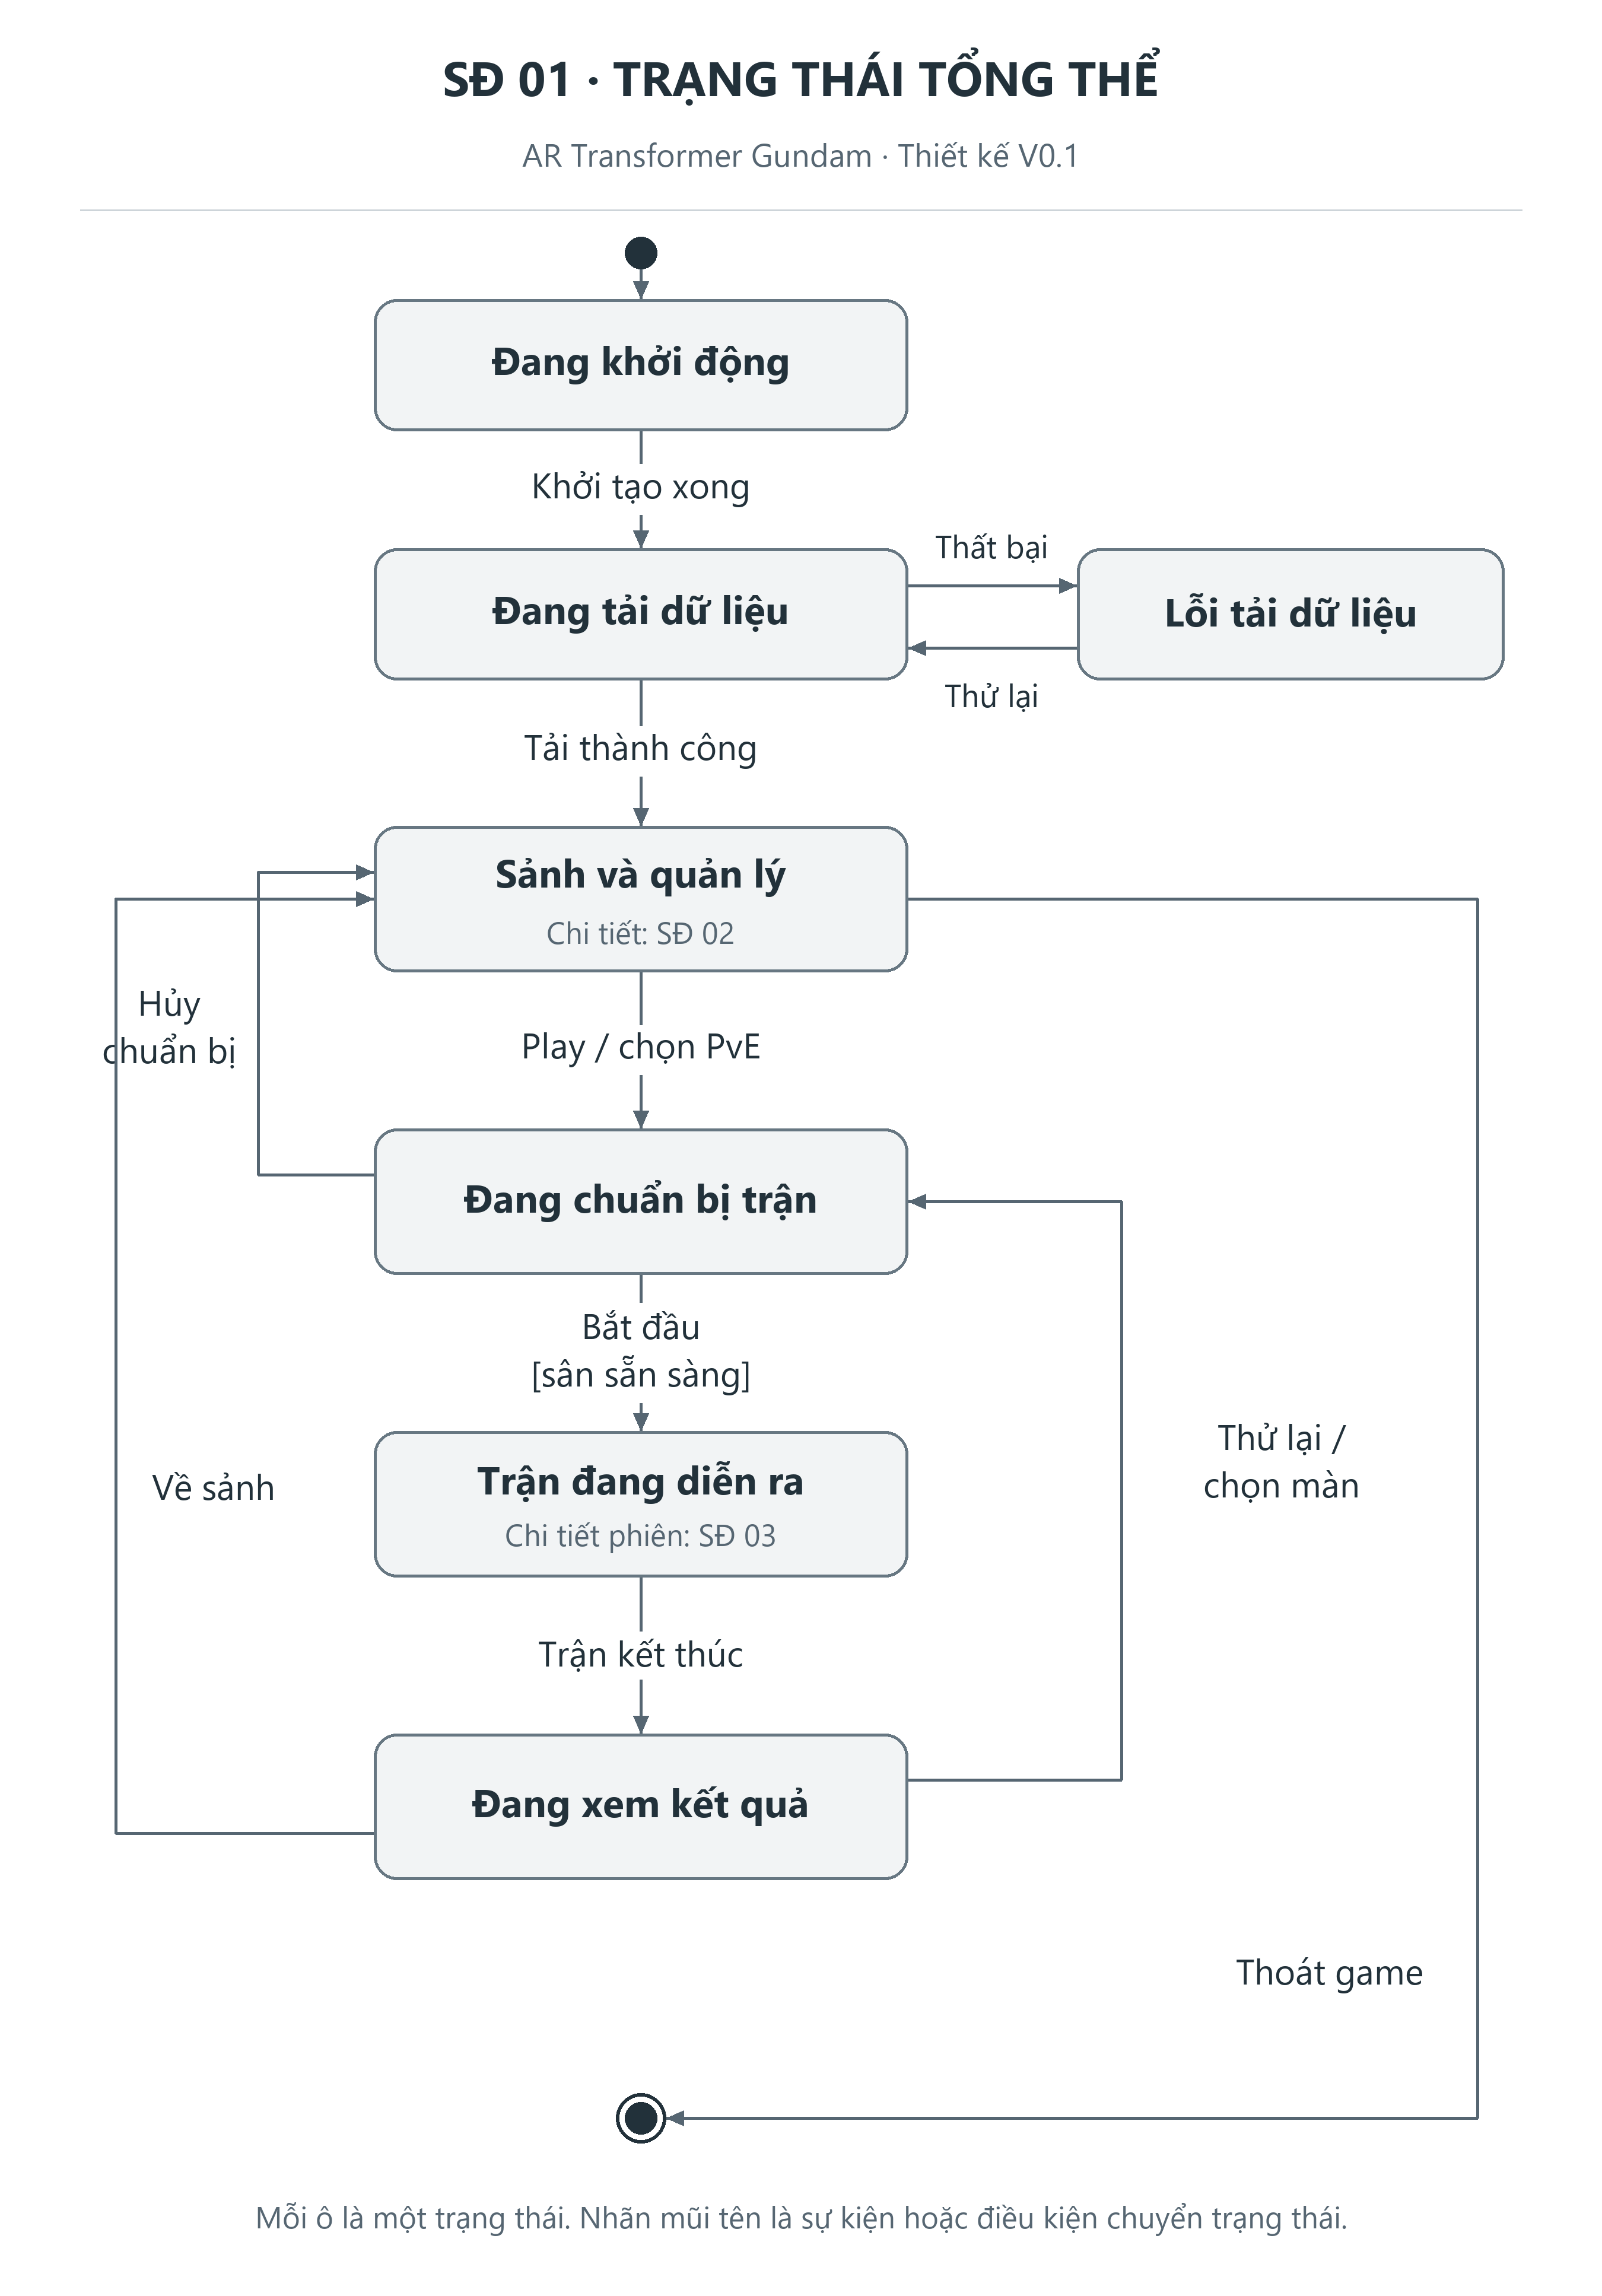 SĐ 01 · TRẠNG THÁI TỔNG THỂ
AR Transformer Gundam · Thiết kế V0.1
Đang khởi động
Khởi tạo xong
Thất bại
Đang tải dữ liệu
Lỗi tải dữ liệu
Thử lại
Tải thành công
Sảnh và quản lý
Chi tiết: SĐ 02
Hủy
chuẩn bị
Play / chọn PvE
Đang chuẩn bị trận
Bắt đầu
[sân sẵn sàng]
Thử lại /
chọn màn
Về sảnh
Trận đang diễn ra
Chi tiết phiên: SĐ 03
Trận kết thúc
Đang xem kết quả
Thoát game
Mỗi ô là một trạng thái. Nhãn mũi tên là sự kiện hoặc điều kiện chuyển trạng thái.